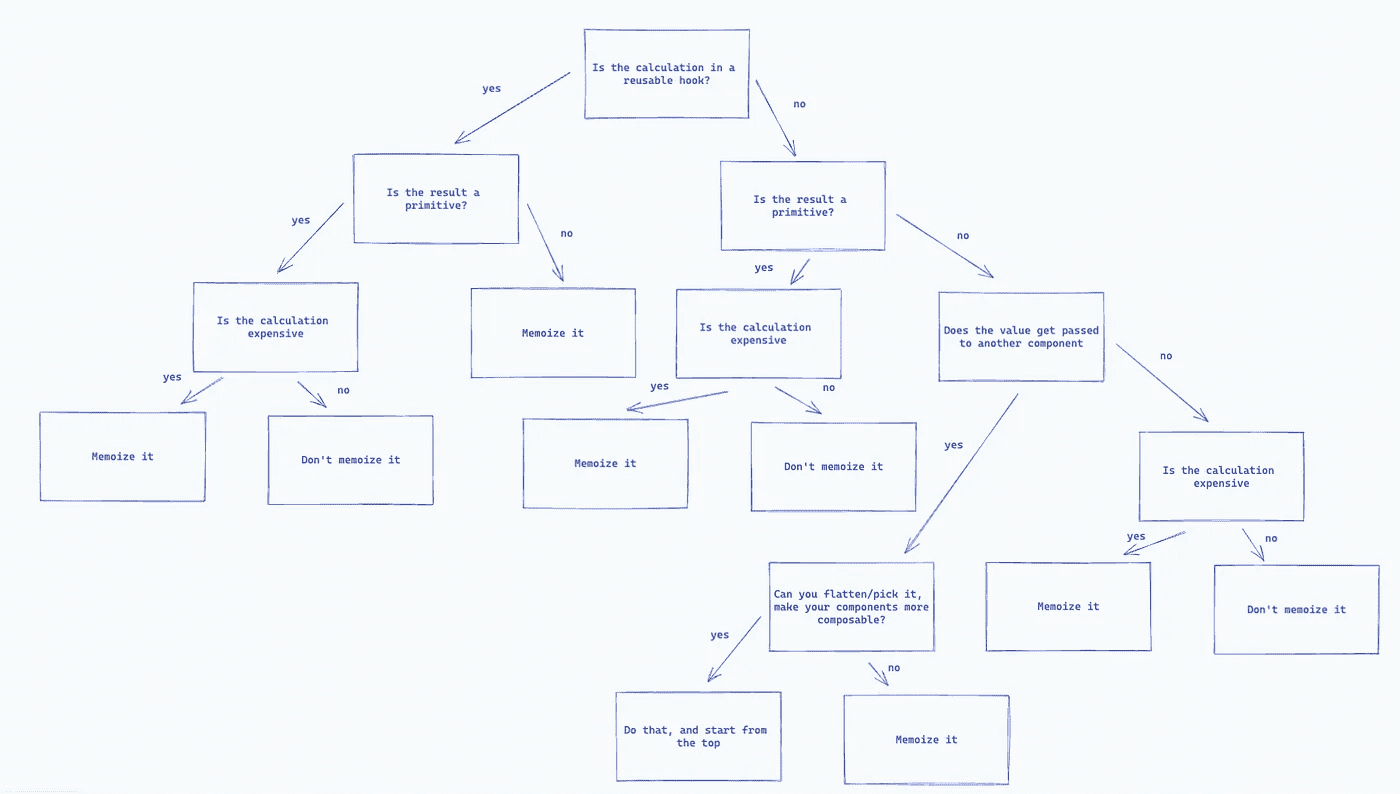 Is the calculation in a
reusable hook?
yes
no
Is the result a
primitive?
Is the result a
primitive?
yes
no
yes
no
Is the calculation
expensive
Memoize it
Is the calculation
expensive
Does the value get passed
to another component
yes
no
yes
no
yes
no
Memoize it
Don't memoize it
Memoize it
Don't memoize it
Is the calculation
expensive
yes
no
Can you flatten/pick it,
make your components more
composable?
Memoize it
Don't memoize it
yes
no
Do that, and start from
the top
Memoize it